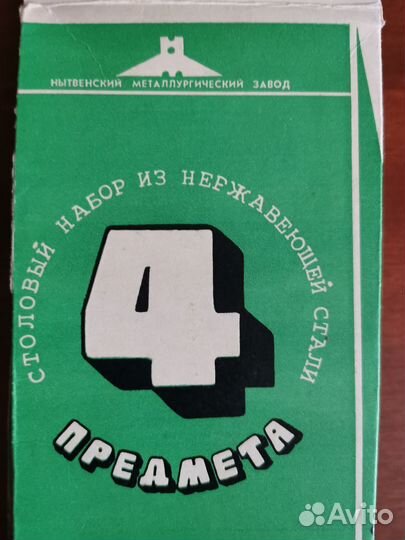 НЫТВЕНСКИЙ МЕТАЛЛУРГИЧЕСКИЙ ЗАВОД
СТОЛОВЫЙ НАБОР ИЗ НЕРЖАВЕЮЩЕЙ СТАЛИ
4
ПРЕДМЕТА
Avito